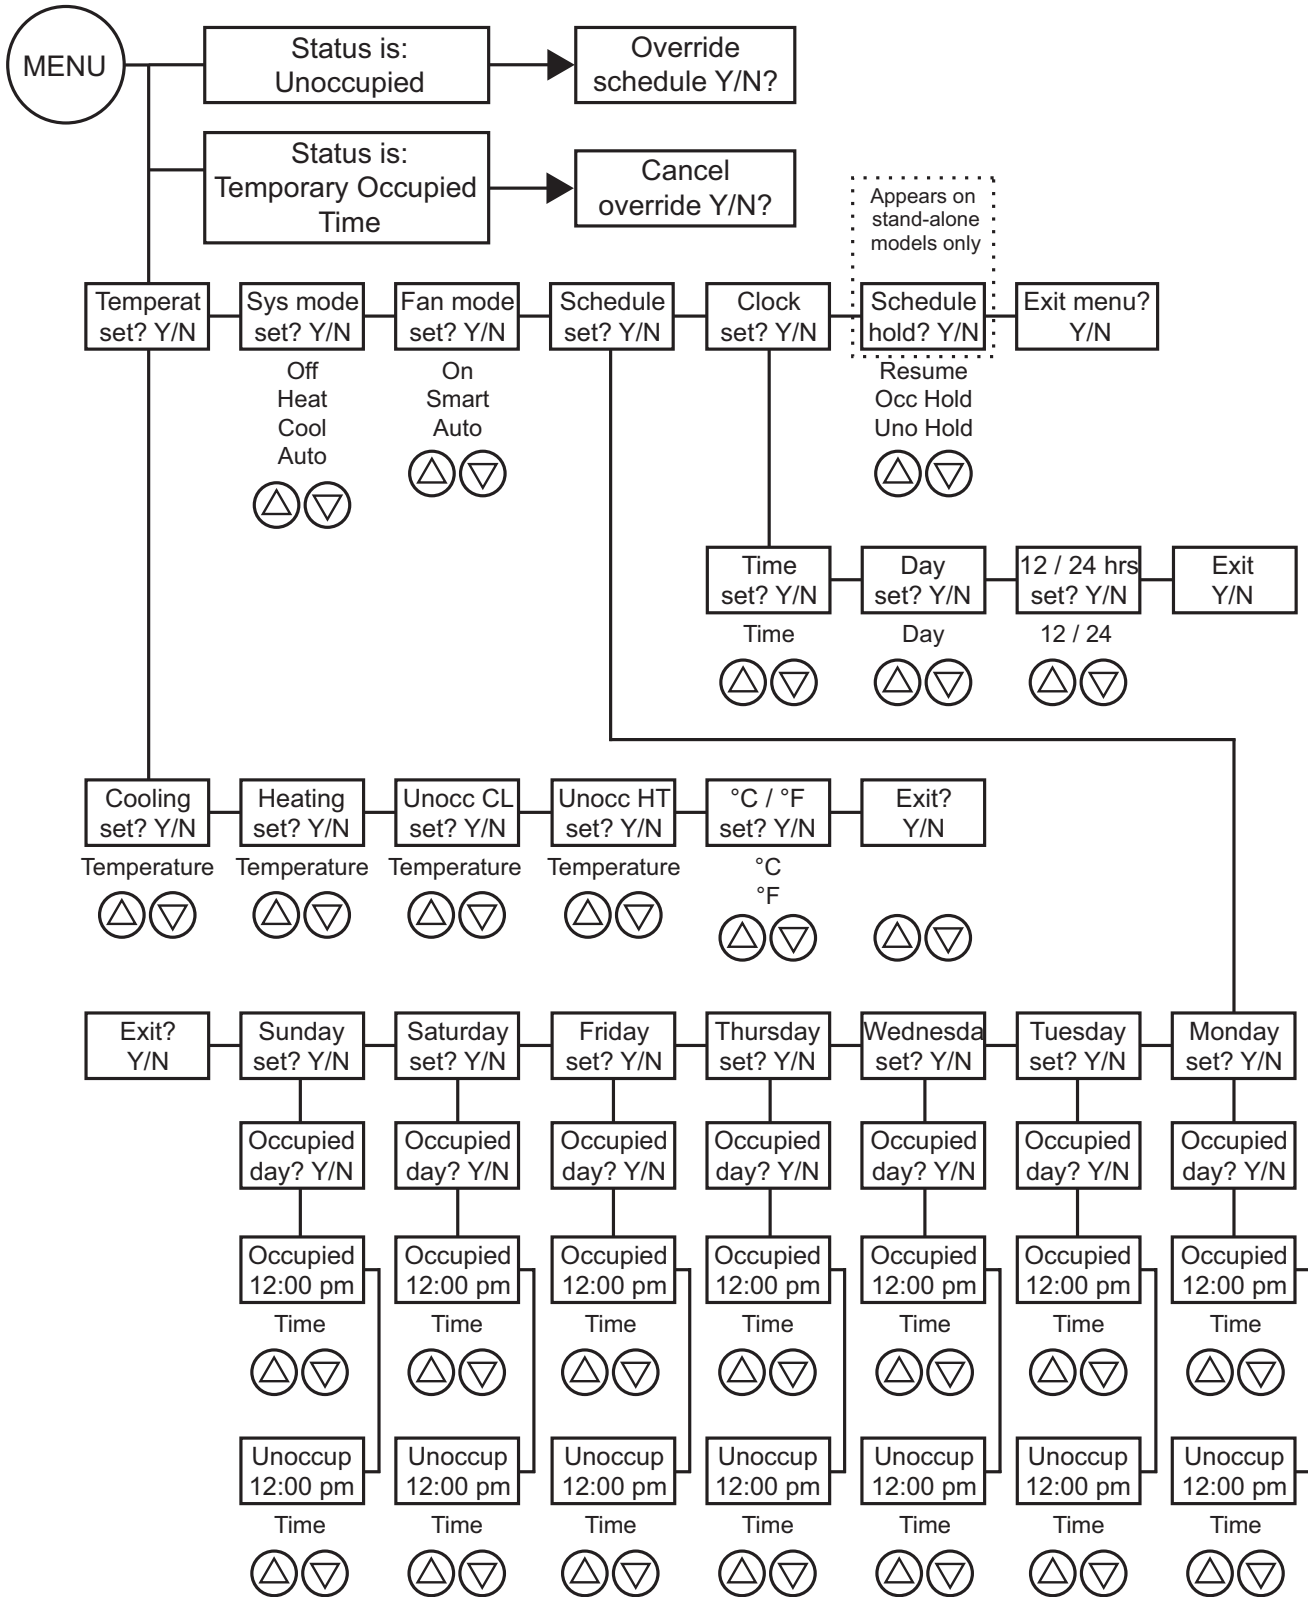 MENU
Status is:
Unoccupied
Override
schedule Y/N?
Status is:
Temporary Occupied
Time
Cancel
override Y/N?
Appears on
stand-alone
models only
Temperat
set? Y/N
Sys mode
set? Y/N
Fan mode
set? Y/N
Schedule
set? Y/N
Clock
set? Y/N
Schedule
hold? Y/N
Exit menu?
Y/N
Off
Heat
Cool
Auto
On
Smart
Auto
Resume
Occ Hold
Uno Hold
Time
set? Y/N
Day
set? Y/N
12 / 24 hrs
set? Y/N
Exit
Y/N
Time
Day
12 / 24
Cooling
set? Y/N
Heating
set? Y/N
Unocc CL
set? Y/N
Unocc HT
set? Y/N
°C / °F
set? Y/N
Exit?
Y/N
Temperature
Temperature
Temperature
Temperature
°C
°F
Exit?
Y/N
Sunday
set? Y/N
Saturday
set? Y/N
Friday
set? Y/N
Thursday
set? Y/N
Wednesda
set? Y/N
Tuesday
set? Y/N
Monday
set? Y/N
Occupied
day? Y/N
Occupied
day? Y/N
Occupied
day? Y/N
Occupied
day? Y/N
Occupied
day? Y/N
Occupied
day? Y/N
Occupied
day? Y/N
Occupied
12:00 pm
Occupied
12:00 pm
Occupied
12:00 pm
Occupied
12:00 pm
Occupied
12:00 pm
Occupied
12:00 pm
Occupied
12:00 pm
Time
Time
Time
Time
Time
Time
Time
Unoccup
12:00 pm
Unoccup
12:00 pm
Unoccup
12:00 pm
Unoccup
12:00 pm
Unoccup
12:00 pm
Unoccup
12:00 pm
Unoccup
12:00 pm
Time
Time
Time
Time
Time
Time
Time